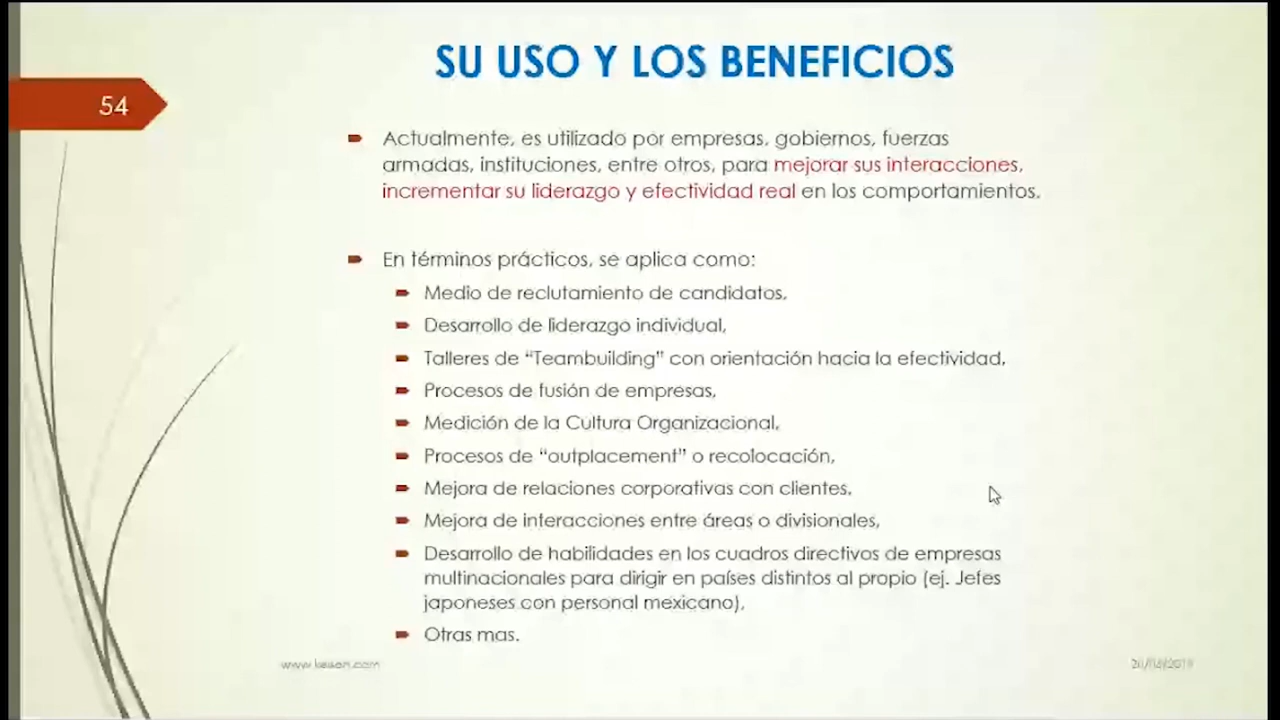 SU USO Y LOS BENEFICIOS
54
Actualmente, es utilizado por empresas, gobiernos, fuerzas
armadas, instituciones, entre otros, para mejorar sus interacciones,
incrementar su liderazgo y efectividad real en los comportamientos.
En términos prácticos, se aplica como:
Medio de reclutamiento de candidatos,
Desarrollo de liderazgo individual,
Talleres de “Teambuilding” con orientación hacia la efectividad,
Procesos de fusión de empresas,
Medición de la Cultura Organizacional,
Procesos de “outplacement” o recolocación,
Mejora de relaciones corporativas con clientes,
Mejora de interacciones entre áreas o divisionales,
Desarrollo de habilidades en los cuadros directivos de empresas
multinacionales para dirigir en países distintos al propio (ej. Jefes
japoneses con personal mexicano),
Otras mas.